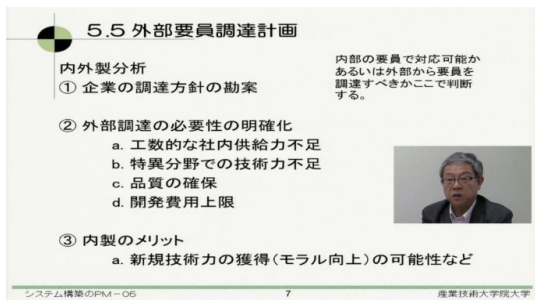 5.5 外部要員調達計画
内外製分析
① 企業の調達方針の勘案
内部の要員で対応可能か
あるいは外部から要員を
調達すべきかここで判断
する。
② 外部調達の必要性の明確化
a. 工数的な社内供給力不足
b. 特異分野での技術力不足
c. 品質の確保
d. 開発費用上限
③ 内製のメリット
a. 新規技術力の獲得(モラル向上)の可能性など
システム構築のPM－06
7
産業技術大学院大学